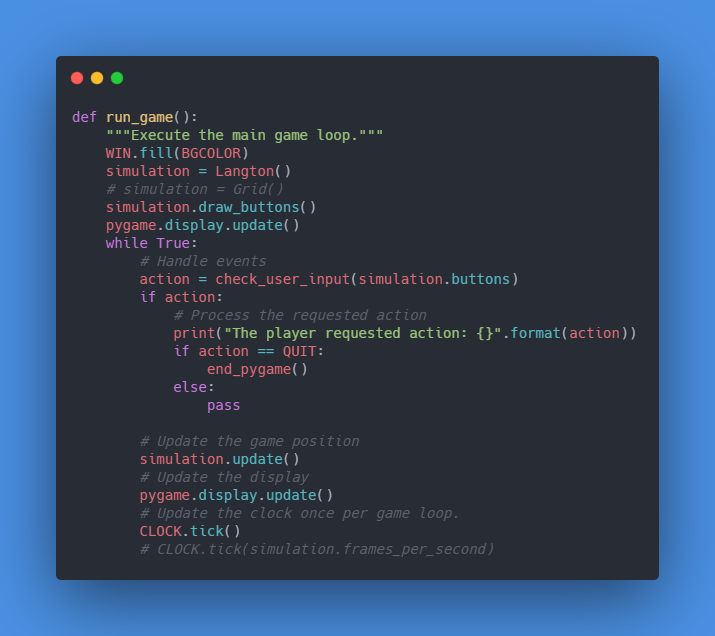 def run_game():
    """Execute the main game loop."""
    WIN.fill(BGCOLOR)
    simulation = Langton()
    # simulation = Grid()
    simulation.draw_buttons()
    pygame.display.update()
    while True:
        # Handle events
        action = check_user_input(simulation.buttons)
        if action:
            # Process the requested action
            print("The player requested action: {}".format(action))
            if action == QUIT:
                end_pygame()
            else:
                pass

        # Update the game position
        simulation.update()
        # Update the display
        pygame.display.update()
        # Update the clock once per game loop.
        CLOCK.tick()
        # CLOCK.tick(simulation.frames_per_second)